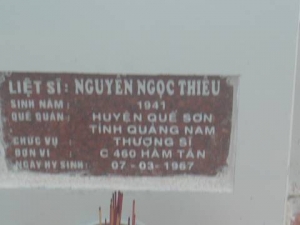 LIỆT SĨ: NGUYỄN NGỌC THIỀU
SINH NĂM: 1941
QUÊ QUÁN: HUYỆN QUẾ SƠN
TỈNH QUẢNG NAM
CHỨC VỤ: THƯỢNG SĨ
ĐƠN VỊ C 460 HÀM TÂN
NGÀY HY SINH: 07-03-1967